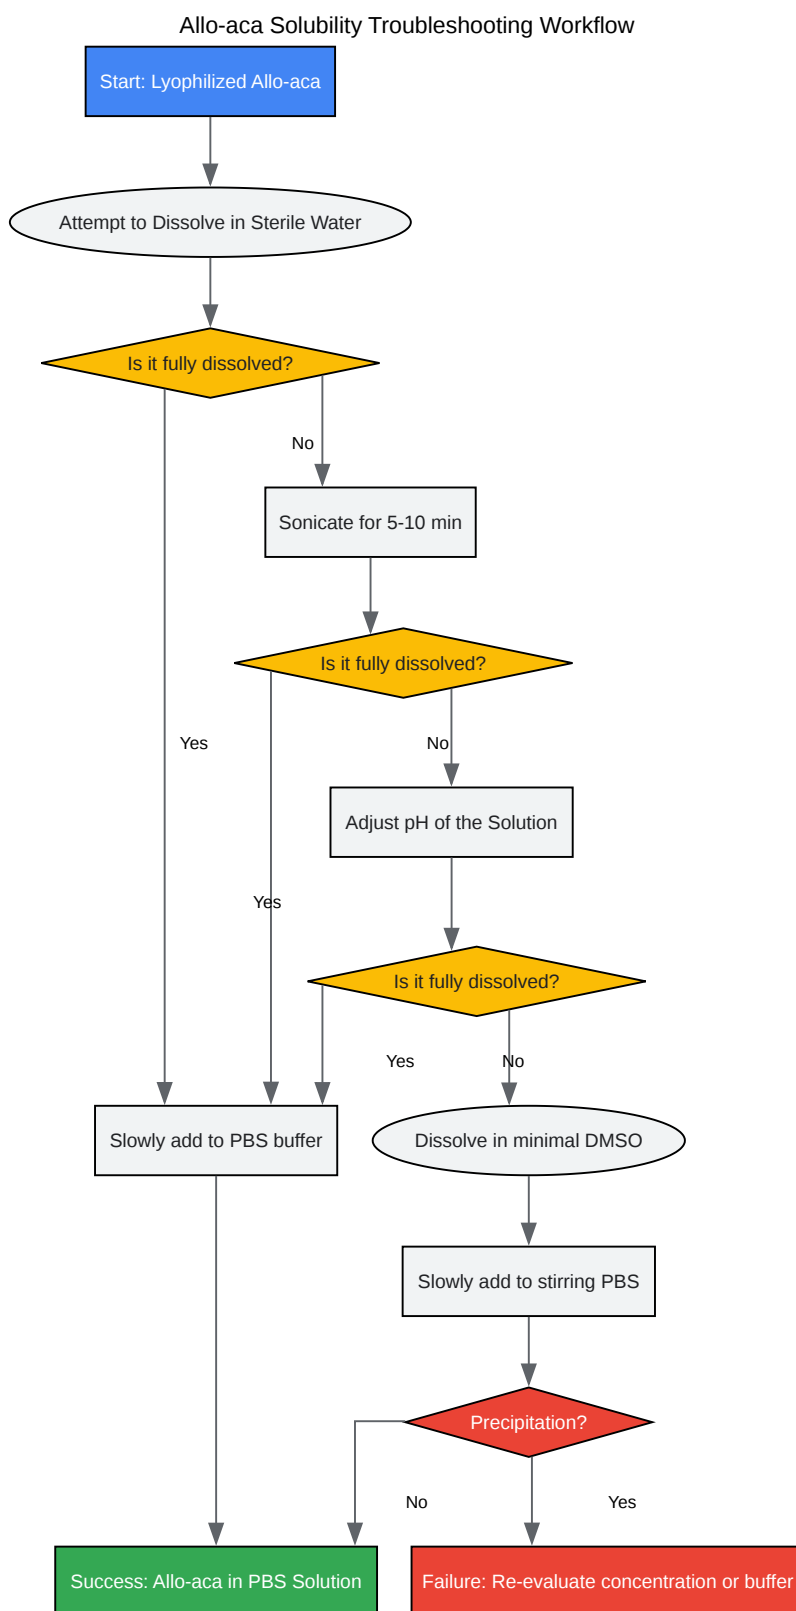 Allo-aca Solubility Troubleshooting Workflow
Start: Lyophilized Allo-aca
Attempt to Dissolve in Sterile Water
Is it fully dissolved?
No
Sonicate for 5-10 min
Is it fully dissolved?
Yes
No
Adjust pH of the Solution
Yes
Is it fully dissolved?
Yes
No
Slowly add to PBS buffer
Dissolve in minimal DMSO
Slowly add to stirring PBS
Precipitation?
No
Yes
Success: Allo-aca in PBS Solution
Failure: Re-evaluate concentration or buffer